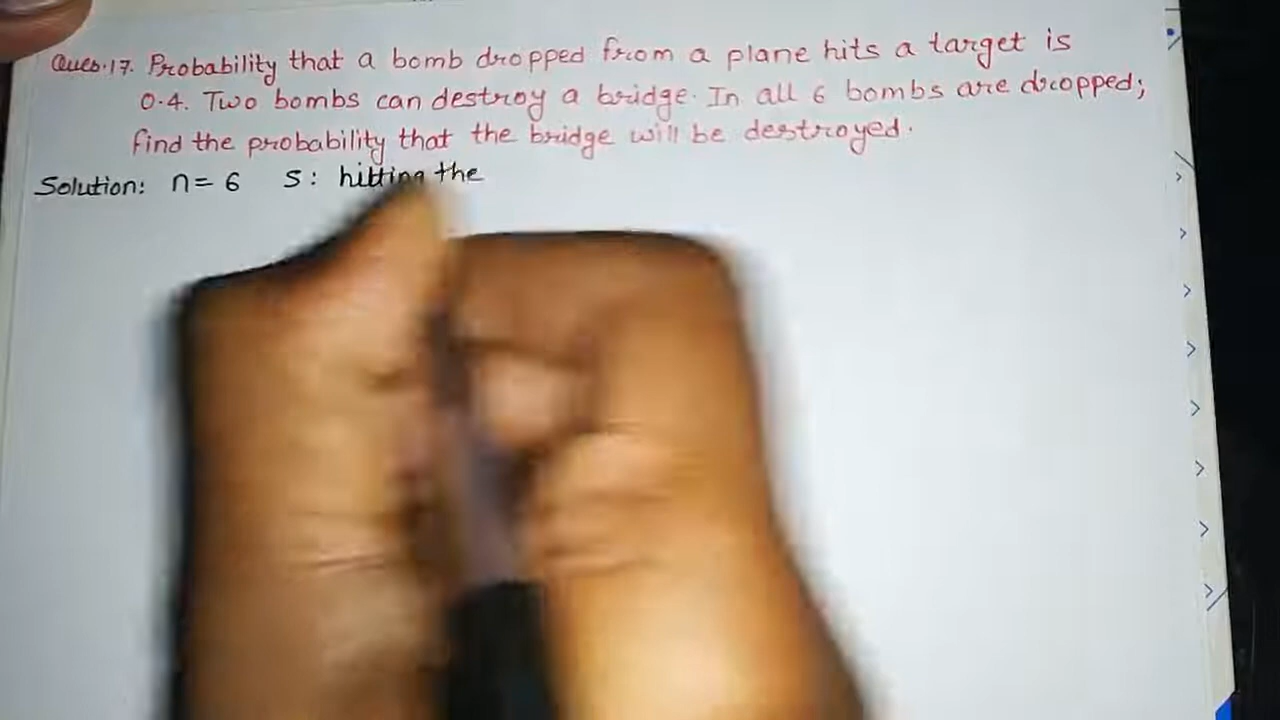 Ques.17. Probability that a bomb dropped from a plane hits a target is
0.4. Two bombs can destroy a bridge. In all 6 bombs are dropped;
find the probability that the bridge will be destroyed.
Solution: n = 6 S: hitting the